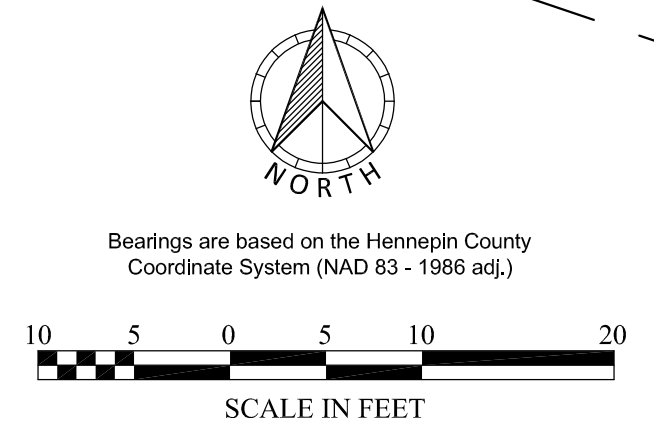 NORTH
Bearings are based on the Hennepin County
Coordinate System (NAD 83 - 1986 adj.)
10 5 0 5 10 20
SCALE IN FEET